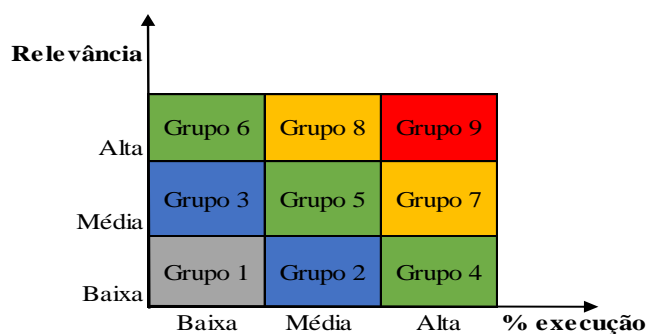 Relevância
Grupo 6 Grupo 8 Grupo 9
Alta
Grupo 3 Grupo 5 Grupo 7
Média
Grupo 1 Grupo 2 Grupo 4
Baixa
Baixa Média Alta % execução